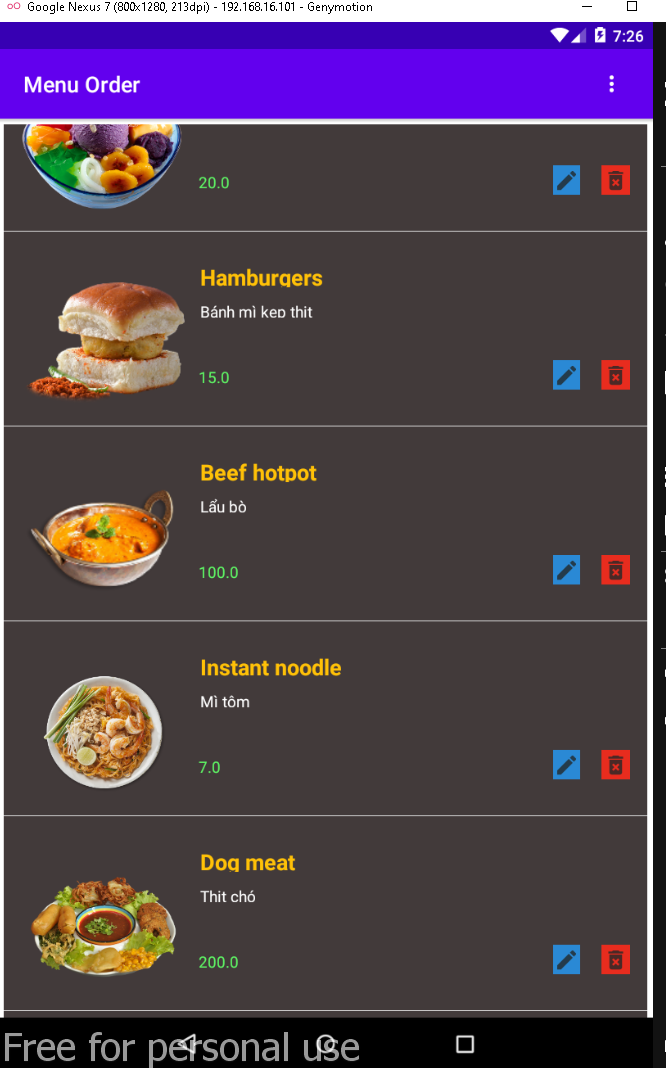 Google Nexus 7 (800x1280, 213dpi) - 192.168.16.101 - Genymotion
7:26
Menu Order
20.0
Hamburgers
Bánh mì kẹp thịt
15.0
Beef hotpot
Lẩu bò
100.0
Instant noodle
Mì tôm
7.0
Dog meat
Thịt chó
200.0
Free for personal use